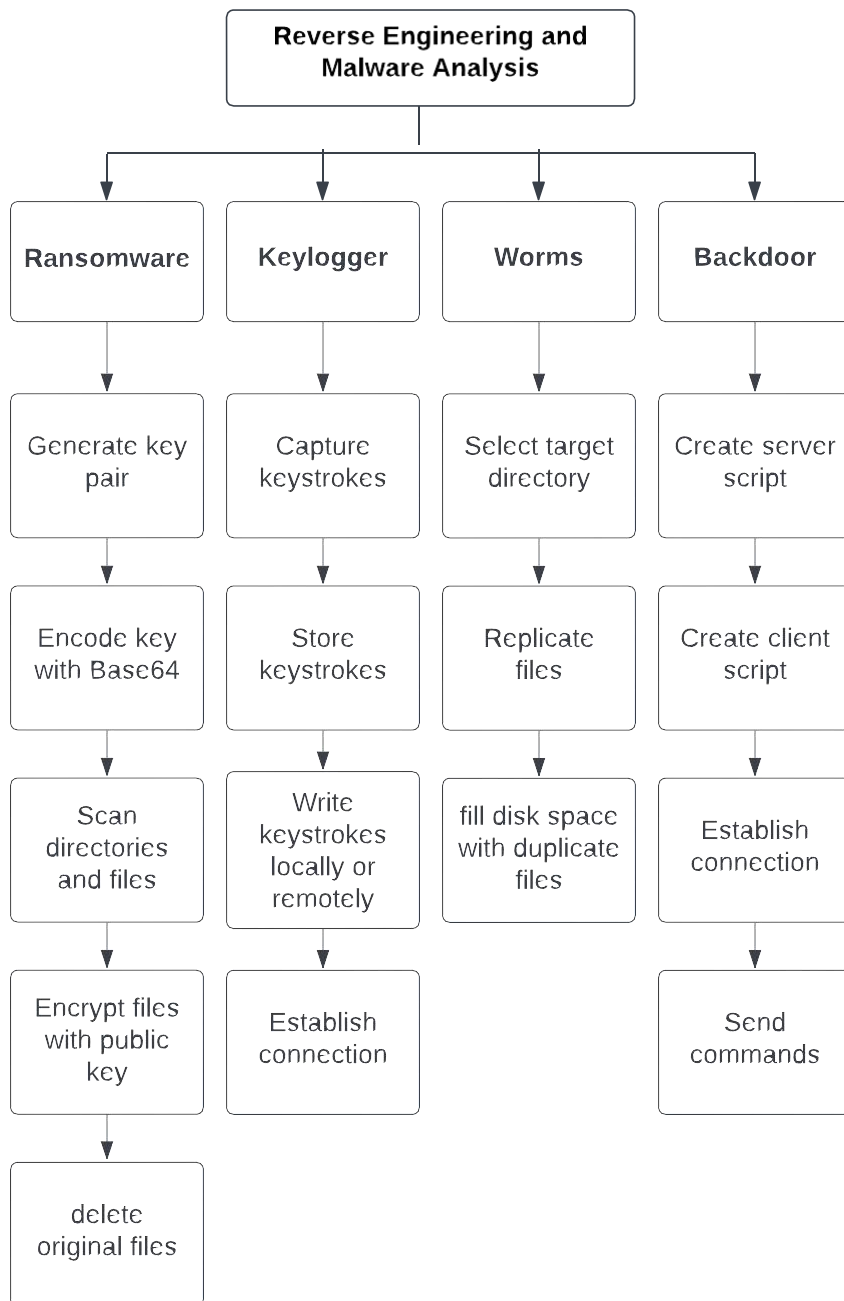 Reverse Engineering and
Malware Analysis
Ransomware
Keylogger
Worms
Backdoor
Generate key
pair
Capture
keystrokes
Select target
directory
Create server
script
Encode key
with Base64
Store
keystrokes
Replicate
files
Create client
script
Scan
directories
and files
Write
keystrokes
locally or
remotely
fill disk space
with duplicate
files
Establish
connection
Encrypt files
with public
key
Establish
connection
Send
commands
delete
original files